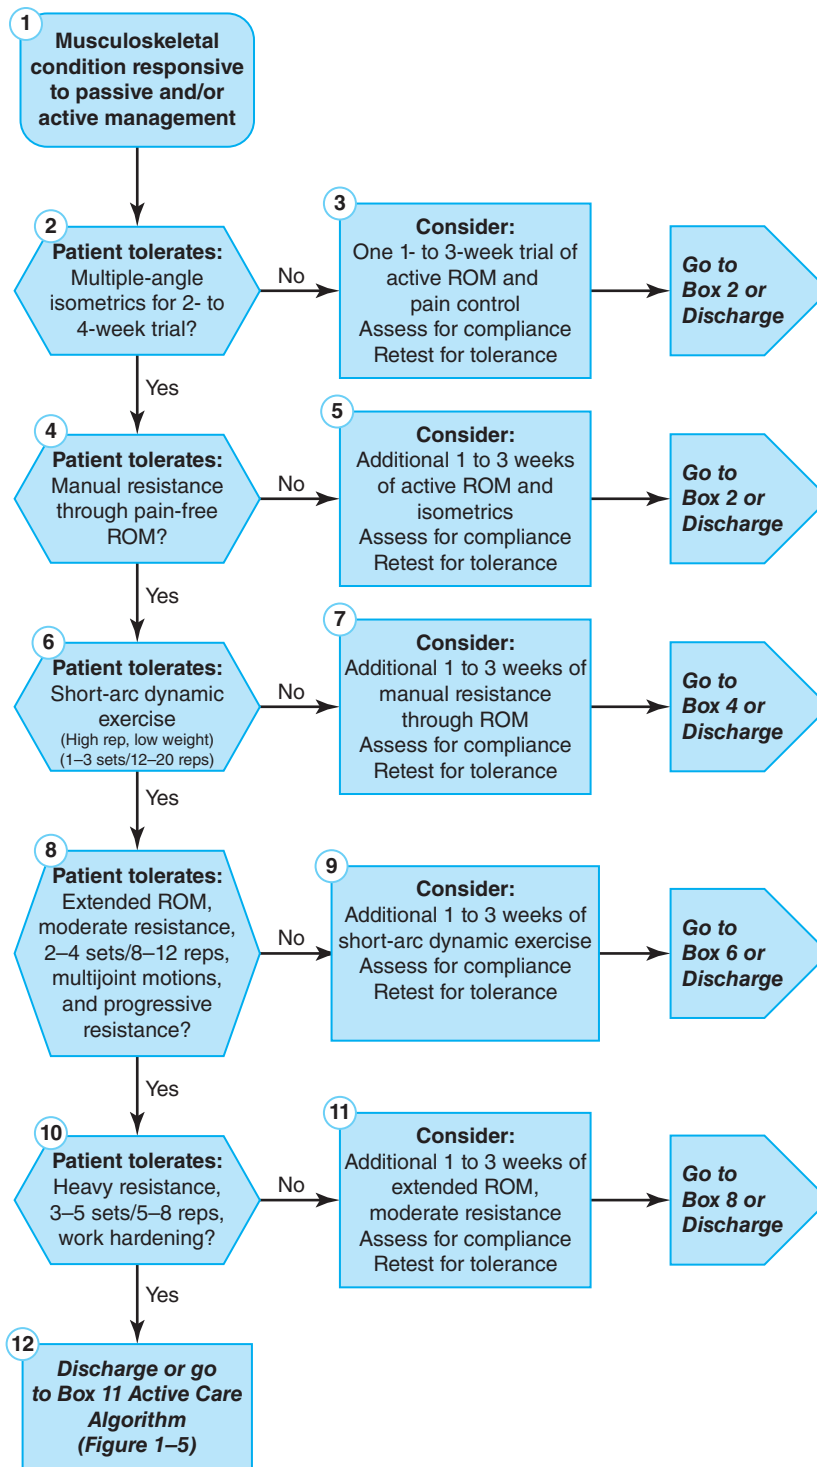 1
Musculoskeletal
condition responsive
to passive and/or
active management
2
Patient tolerates:
Multiple-angle
isometrics for 2- to
4-week trial?
No
3
Consider:
One 1- to 3-week trial of
active ROM and
pain control
Assess for compliance
Retest for tolerance
Go to
Box 2 or
Discharge
Yes
4
Patient tolerates:
Manual resistance
through pain-free
ROM?
No
5
Consider:
Additional 1 to 3 weeks
of active ROM and
isometrics
Assess for compliance
Retest for tolerance
Go to
Box 2 or
Discharge
Yes
6
Patient tolerates:
Short-arc dynamic
exercise
(High rep, low weight)
(1–3 sets/12–20 reps)
No
7
Consider:
Additional 1 to 3 weeks of
manual resistance
through ROM
Assess for compliance
Retest for tolerance
Go to
Box 4 or
Discharge
Yes
8
Patient tolerates:
Extended ROM,
moderate resistance,
2–4 sets/8–12 reps,
multijoint motions,
and progressive
resistance?
No
9
Consider:
Additional 1 to 3 weeks of
short-arc dynamic exercise
Assess for compliance
Retest for tolerance
Go to
Box 6 or
Discharge
Yes
10
Patient tolerates:
Heavy resistance,
3–5 sets/5–8 reps,
work hardening?
No
11
Consider:
Additional 1 to 3 weeks of
extended ROM,
moderate resistance
Assess for compliance
Retest for tolerance
Go to
Box 8 or
Discharge
Yes
12
Discharge or go
to Box 11 Active Care
Algorithm
(Figure 1–5)